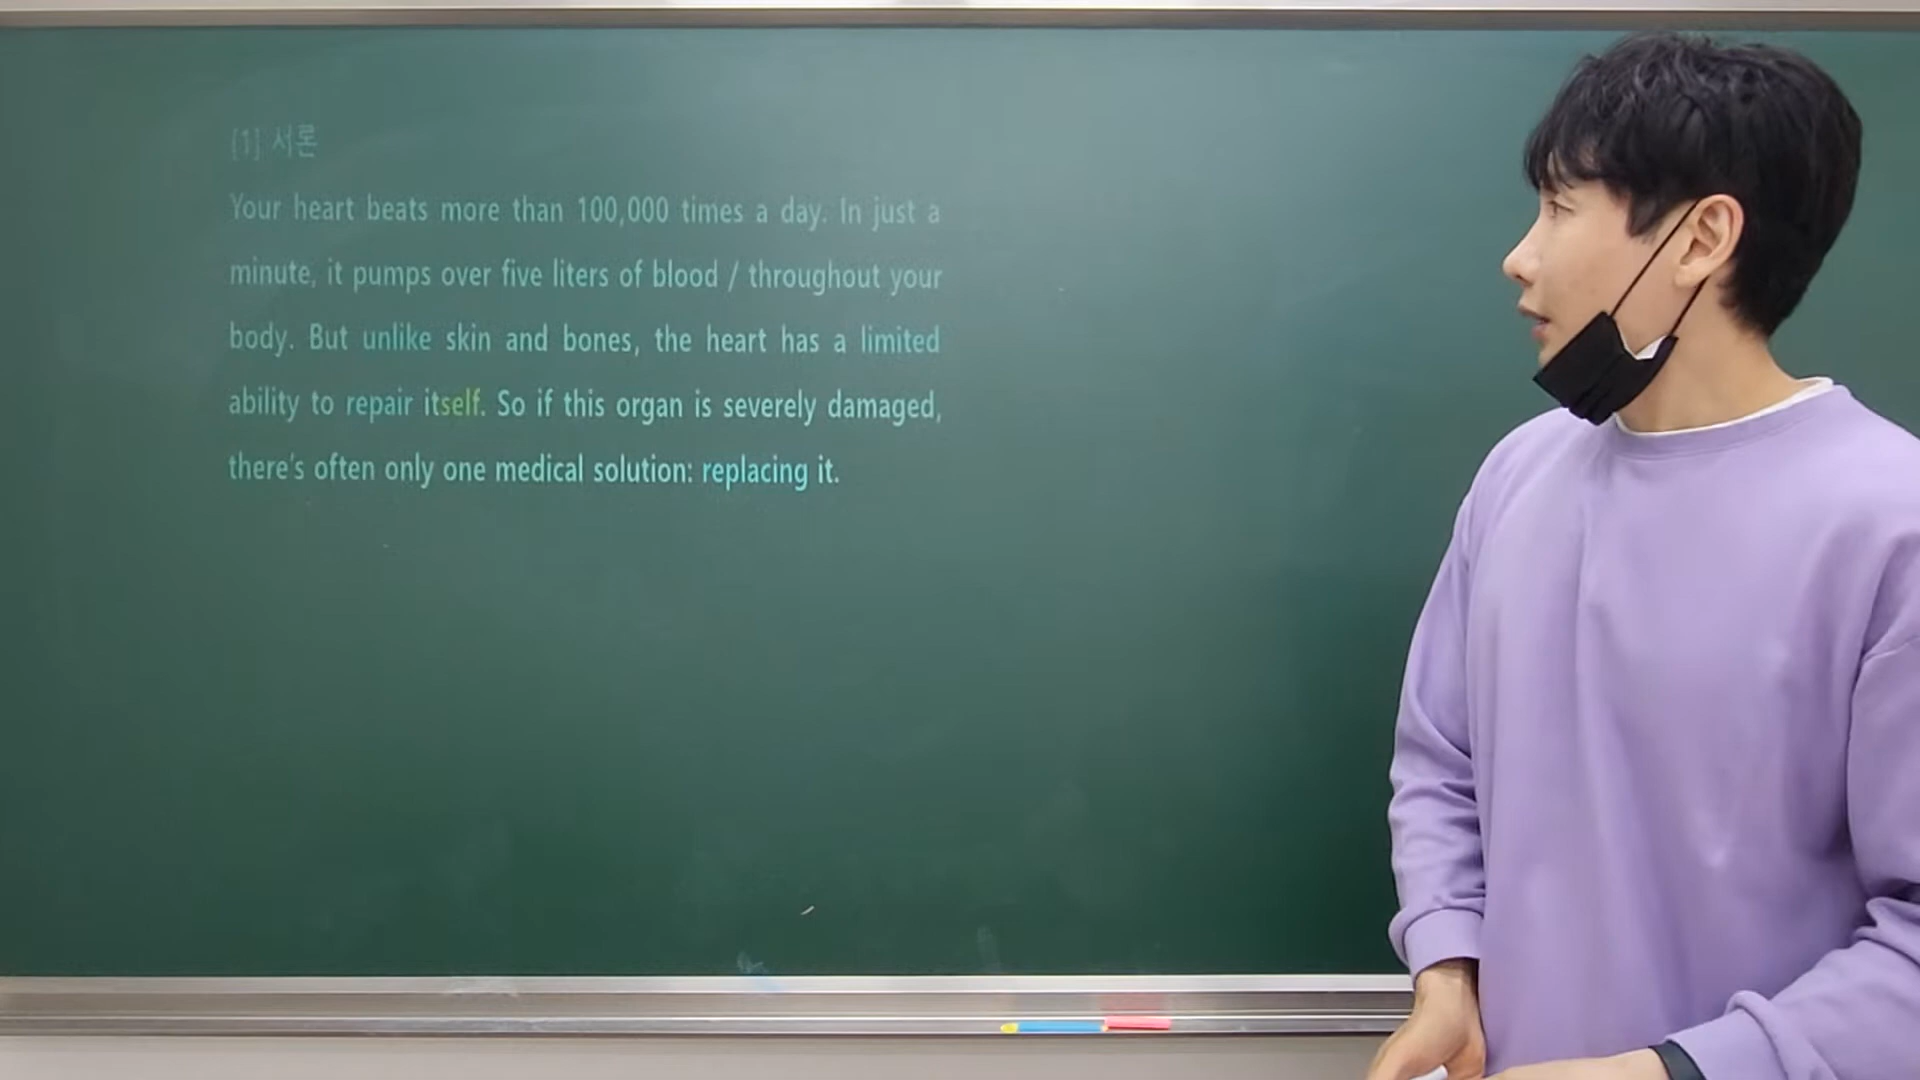 [1] 서론
Your heart beats more than 100,000 times a day. In just a
minute, it pumps over five liters of blood / throughout your
body. But unlike skin and bones, the heart has a limited
ability to repair itself. So if this organ is severely damaged,
there's often only one medical solution: replacing it.